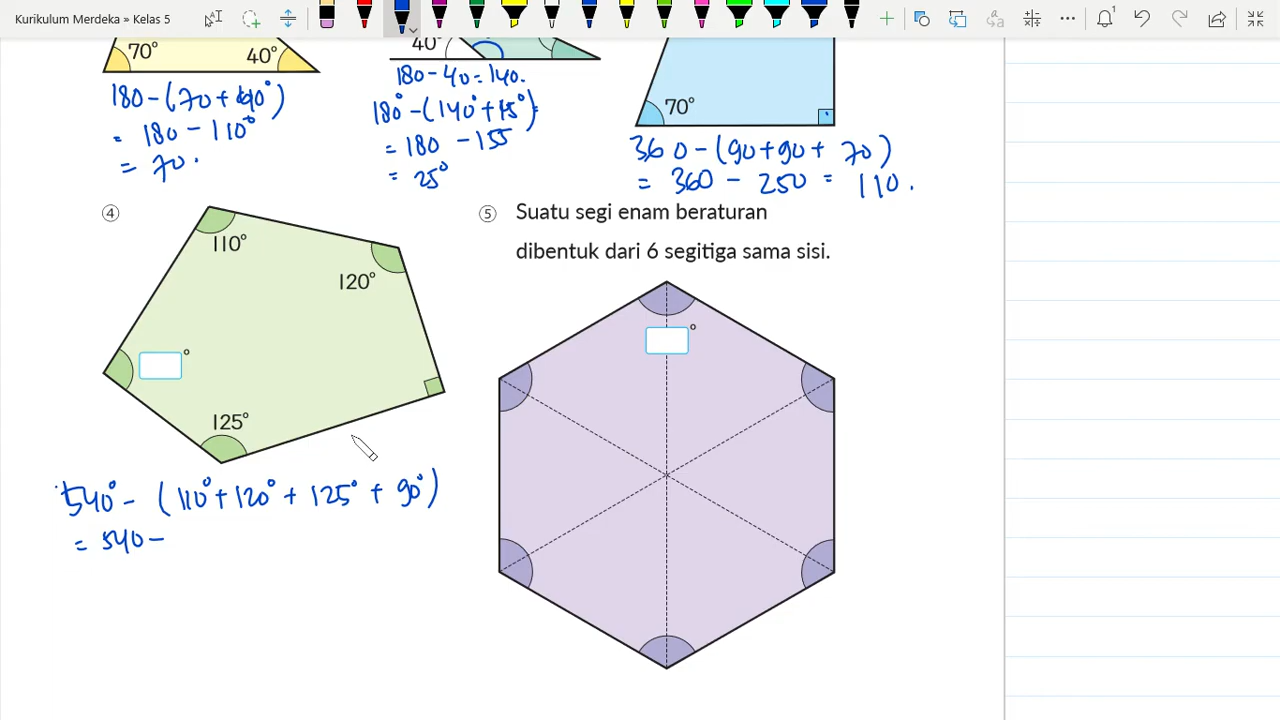 Kurikulum Merdeka » Kelas 5
70° 40°
180-(70+40°)
= 180 - 110°
= 70.
40°
180-40=140.
180°-(140°+15°)
= 180 - 155
= 25°
70°
360-(90+90+ 70)
= 360 - 250 = 110.
④
110°
120°
°
125°
540°- (110°+120°+ 125° + 90°)
= 540-
⑤ Suatu segi enam beraturan
dibentuk dari 6 segitiga sama sisi.
°